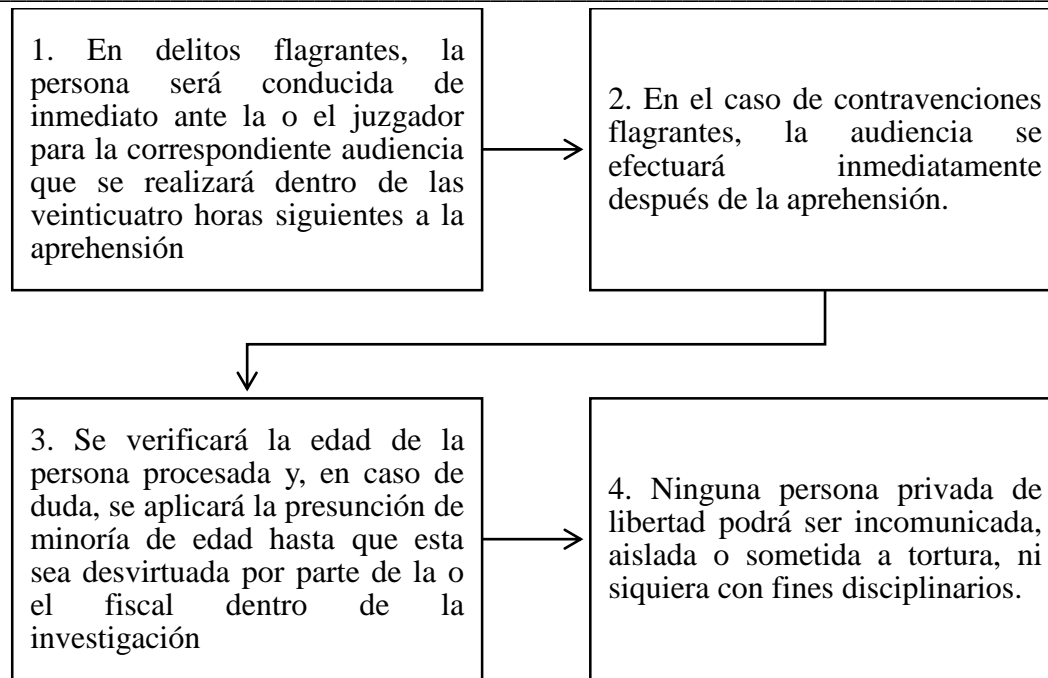 1. En delitos flagrantes, la
persona será conducida de
inmediato ante la o el juzgador
para la correspondiente audiencia
que se realizará dentro de las
veinticuatro horas siguientes a la
aprehensión
2. En el caso de contravenciones
flagrantes, la audiencia se
efectuará inmediatamente
después de la aprehensión.
3. Se verificará la edad de la
persona procesada y, en caso de
duda, se aplicará la presunción de
minoría de edad hasta que esta
sea desvirtuada por parte de la o
el fiscal dentro de la
investigación
4. Ninguna persona privada de
libertad podrá ser incomunicada,
aislada o sometida a tortura, ni
siquiera con fines disciplinarios.